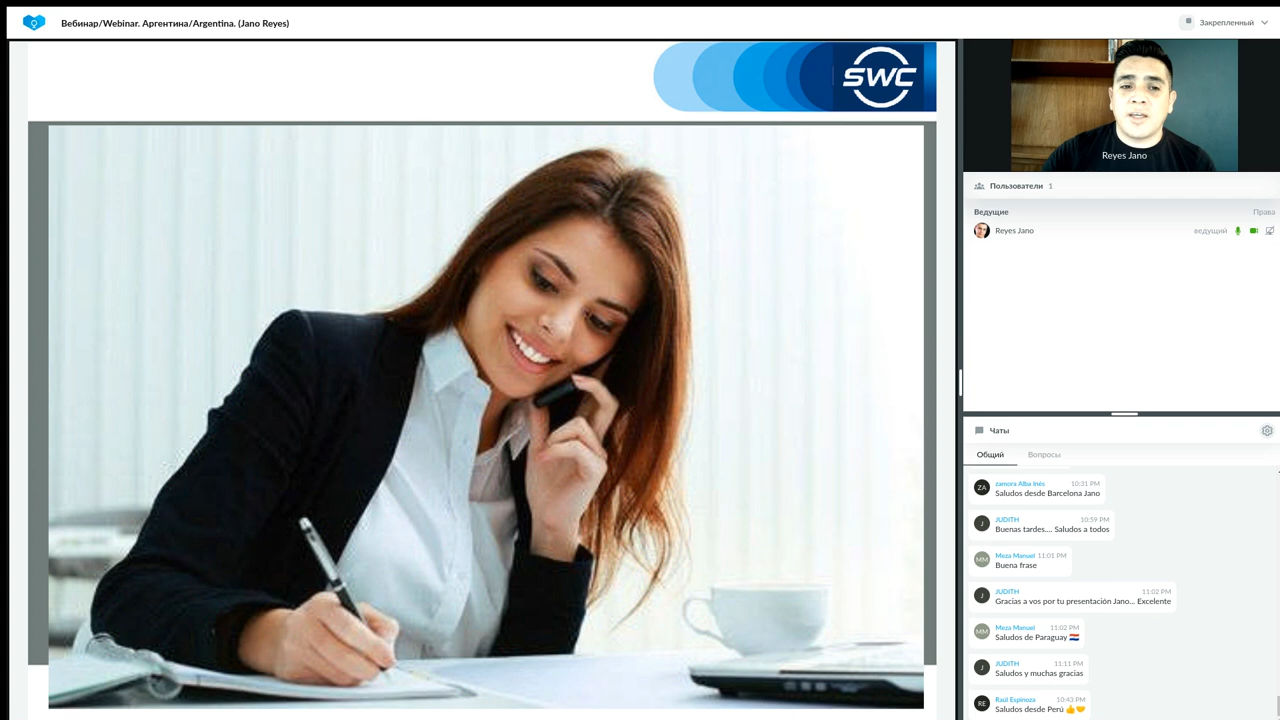 Вебинар/Webinar. Аргентина/Argentina. (Jano Reyes)
Закрепленный
SWC
Reyes Jano
Пользователи 1
Ведущие Права
Reyes Jano ведущий
Чаты
Общий Вопросы
ZA zamora Alba Inés 10:31 PM
Saludos desde Barcelona Jano
J JUDITH 10:59 PM
Buenas tardes.... Saludos a todos
MM Meza Manuel 11:01 PM
Buena frase
J JUDITH 11:02 PM
Gracias a vos por tu presentación Jano... Excelente
MM Meza Manuel 11:02 PM
Saludos de Paraguay 🇵🇾
J JUDITH 11:11 PM
Saludos y muchas gracias
RE Raúl Espinoza 10:43 PM
Saludos desde Perú 👍🤝